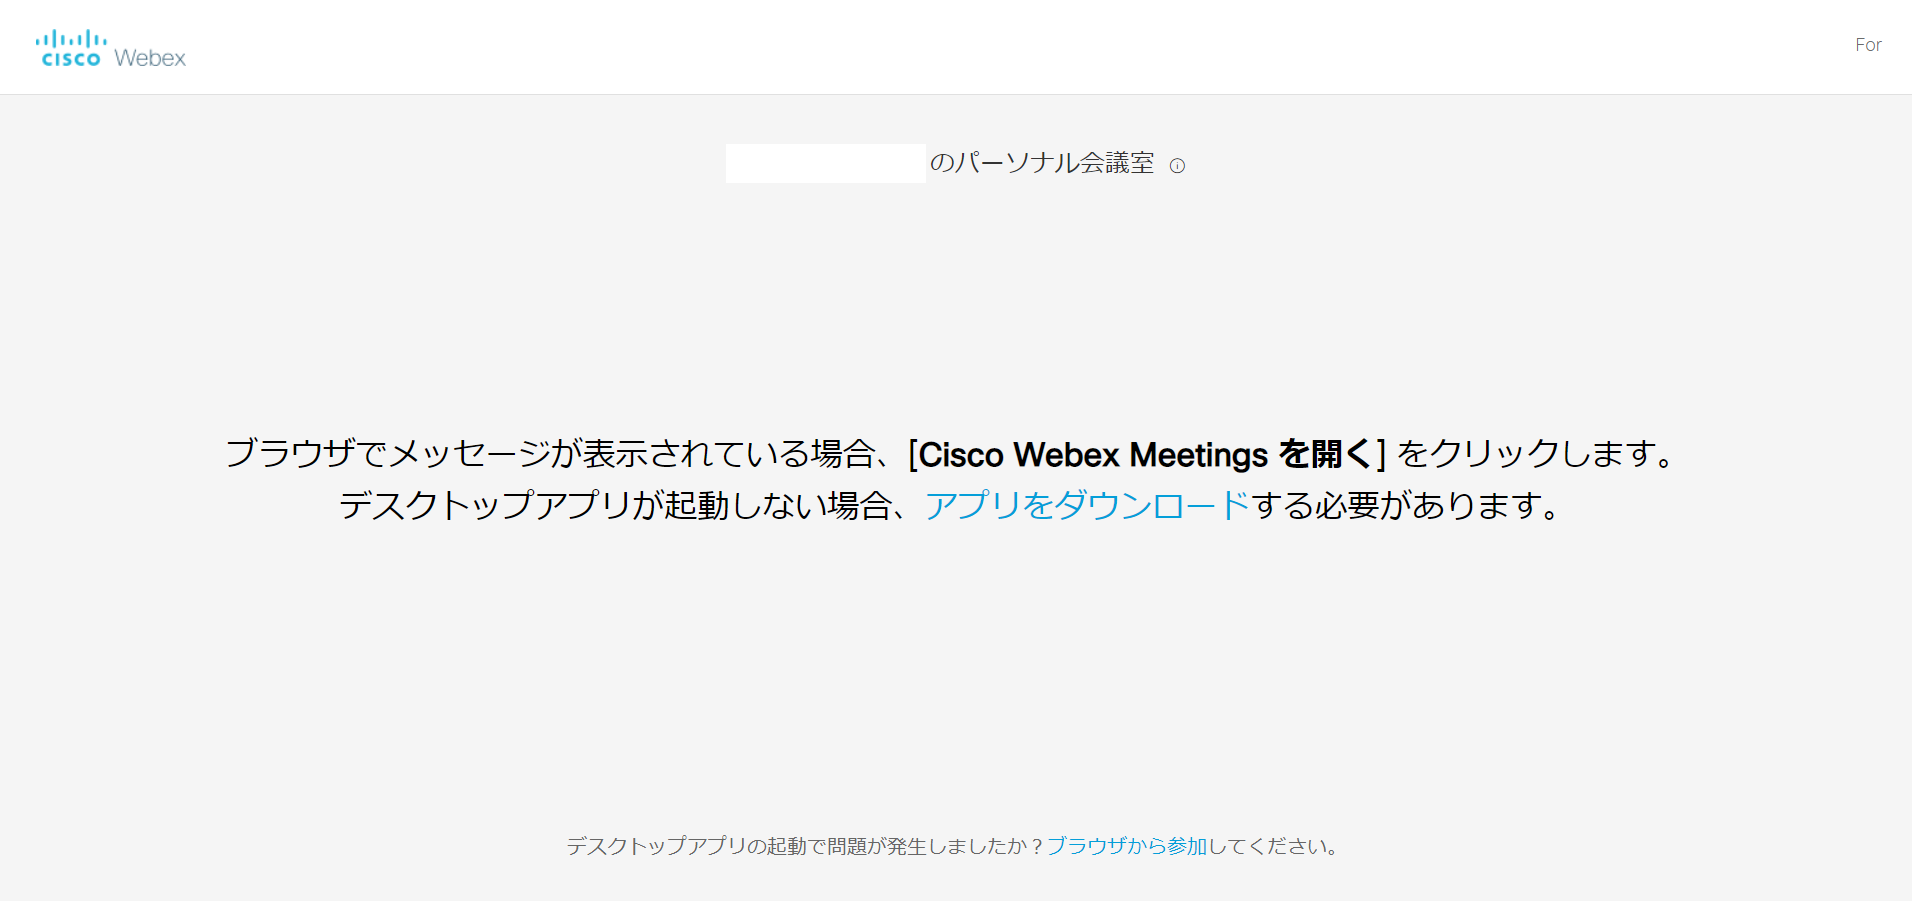 CISCO Webex
For
のパーソナル会議室
ブラウザでメッセージが表示されている場合、[Cisco Webex Meetings を開く] をクリックします。
デスクトップアプリが起動しない場合、アプリをダウンロードする必要があります。
デスクトップアプリの起動で問題が発生しましたか？ブラウザから参加してください。